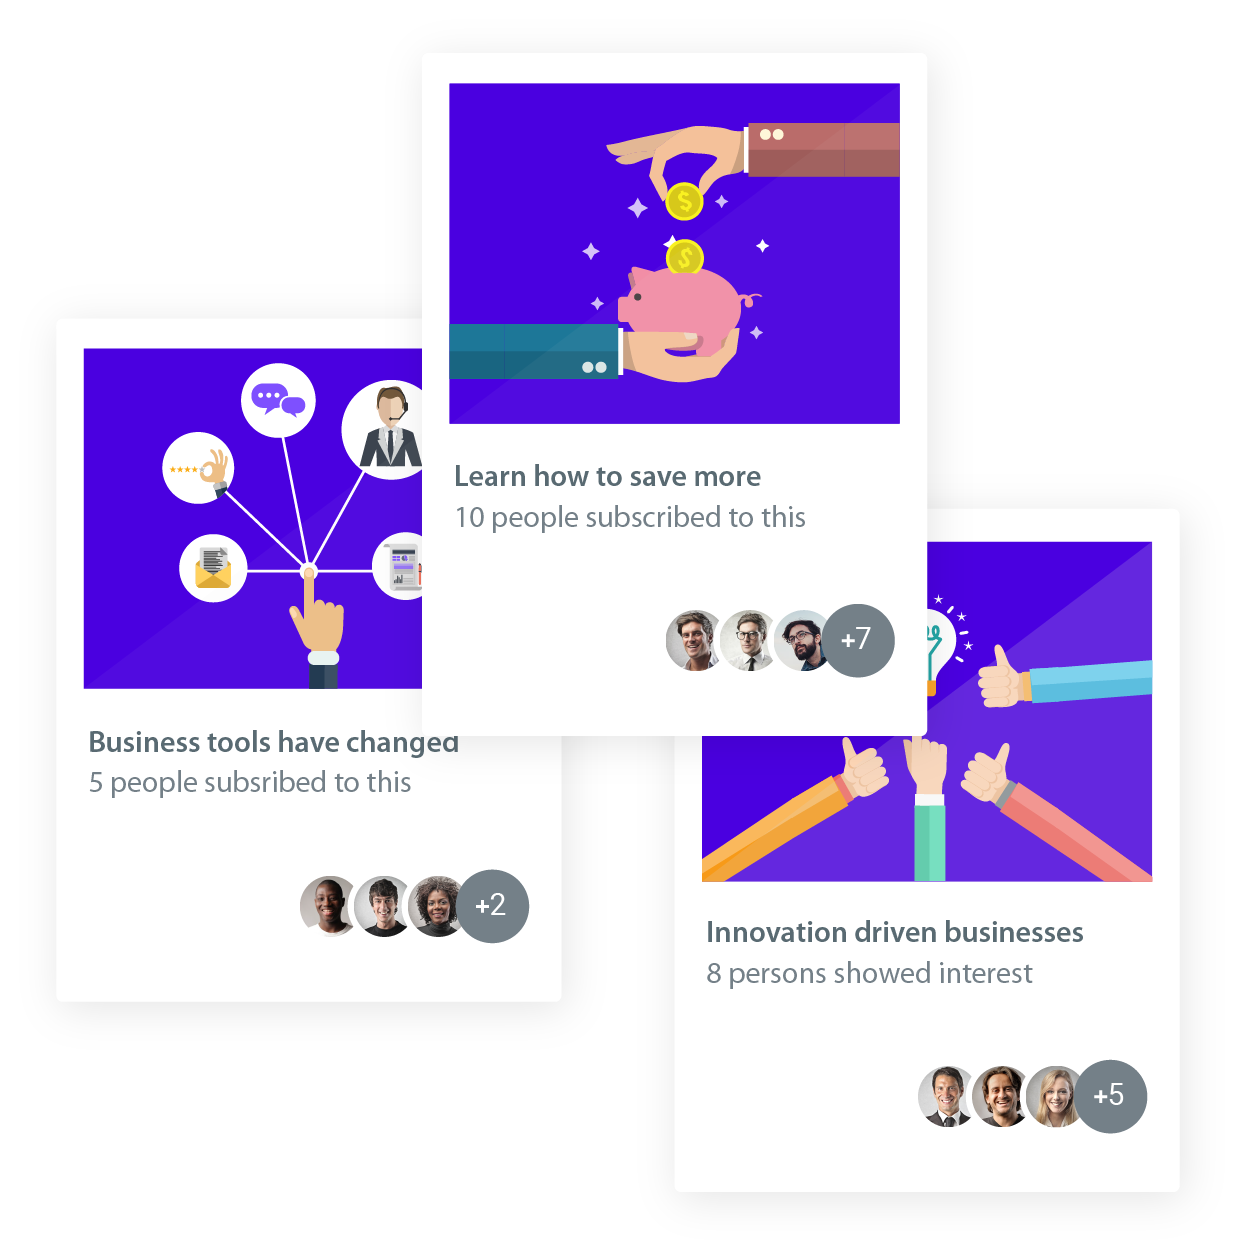 Learn how to save more
10 people subscribed to this
+7
Business tools have changed
5 people subsribed to this
+2
Innovation driven businesses
8 persons showed interest
+5